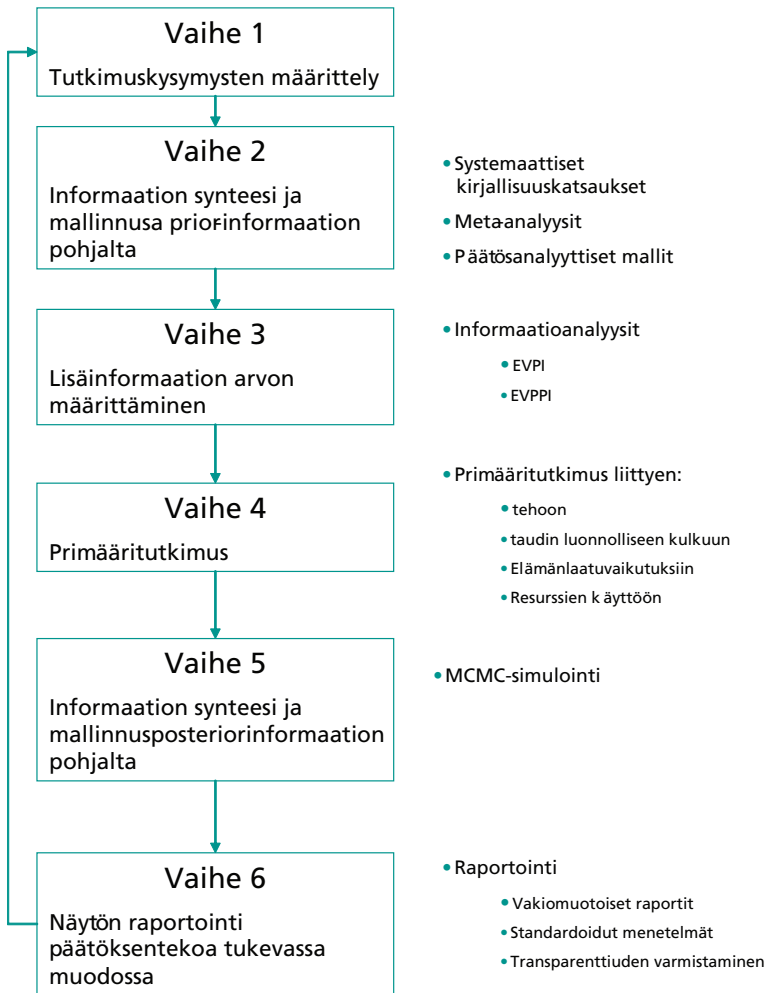 Vaihe 1
Tutkimuskysymysten määrittely
Vaihe 2
Informaation synteesi ja
mallinnusa prior-informaation
pohjalta
• Systemaattiset
kirjallisuuskatsaukset
• Meta-analyysit
• Päätösanalyyttiset mallit
Vaihe 3
Lisäinformaation arvon
määrittäminen
• Informaatioanalyysit
• EVPI
• EVPPI
Vaihe 4
Primääritutkimus
• Primääritutkimus liittyen:
• tehoon
• taudin luonnolliseen kulkuun
• Elämänlaatuvaikutuksiin
• Resurssien k äyttöön
Vaihe 5
Informaation synteesi ja
mallinnusposteriorinformaation
pohjalta
• MCMC-simulointi
Vaihe 6
Näytön raportointi
päätöksentekoa tukevassa
muodossa
• Raportointi
• Vakiomuotoiset raportit
• Standardoidut menetelmät
• Transparenttiuden varmistaminen